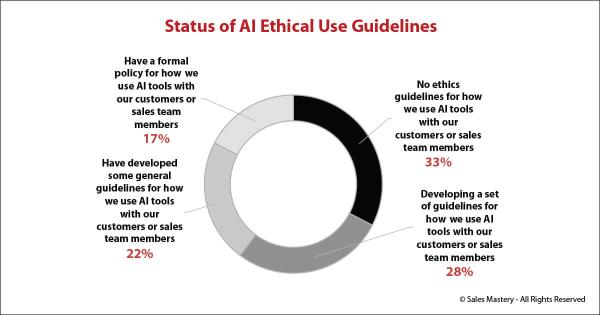 Status of AI Ethical Use Guidelines
Have a formal
policy for how we
use AI tools with
our customers or
sales team
members
17%
No ethics
guidelines for how
we use AI tools
with our
customers or sales
team members
33%
Have developed
some general
guidelines for how
we use AI tools
with our
customers or sales
team members
22%
Developing a set
of guidelines for
how we use AI
tools with our
customers or sales
team members
28%
© Sales Mastery - All Rights Reserved